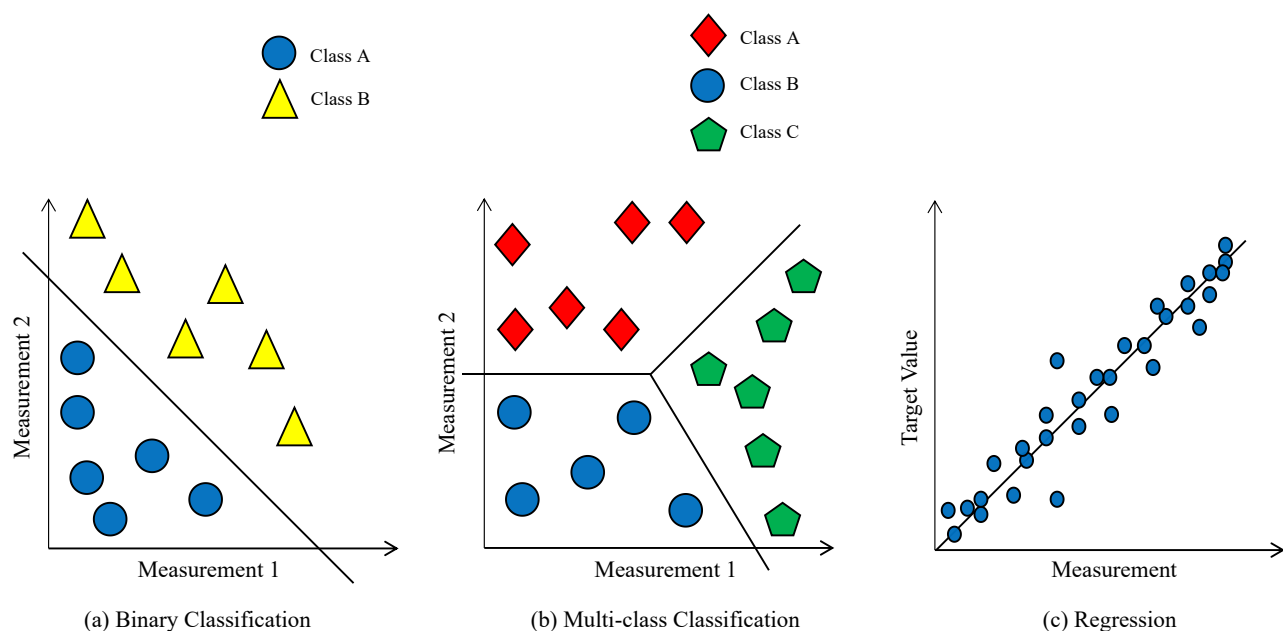 Class A
Class B
Class A
Class B
Class C
Measurement 2
Measurement 1
(a) Binary Classification
Measurement 2
Measurement 1
(b) Multi-class Classification
Target Value
Measurement
(c) Regression